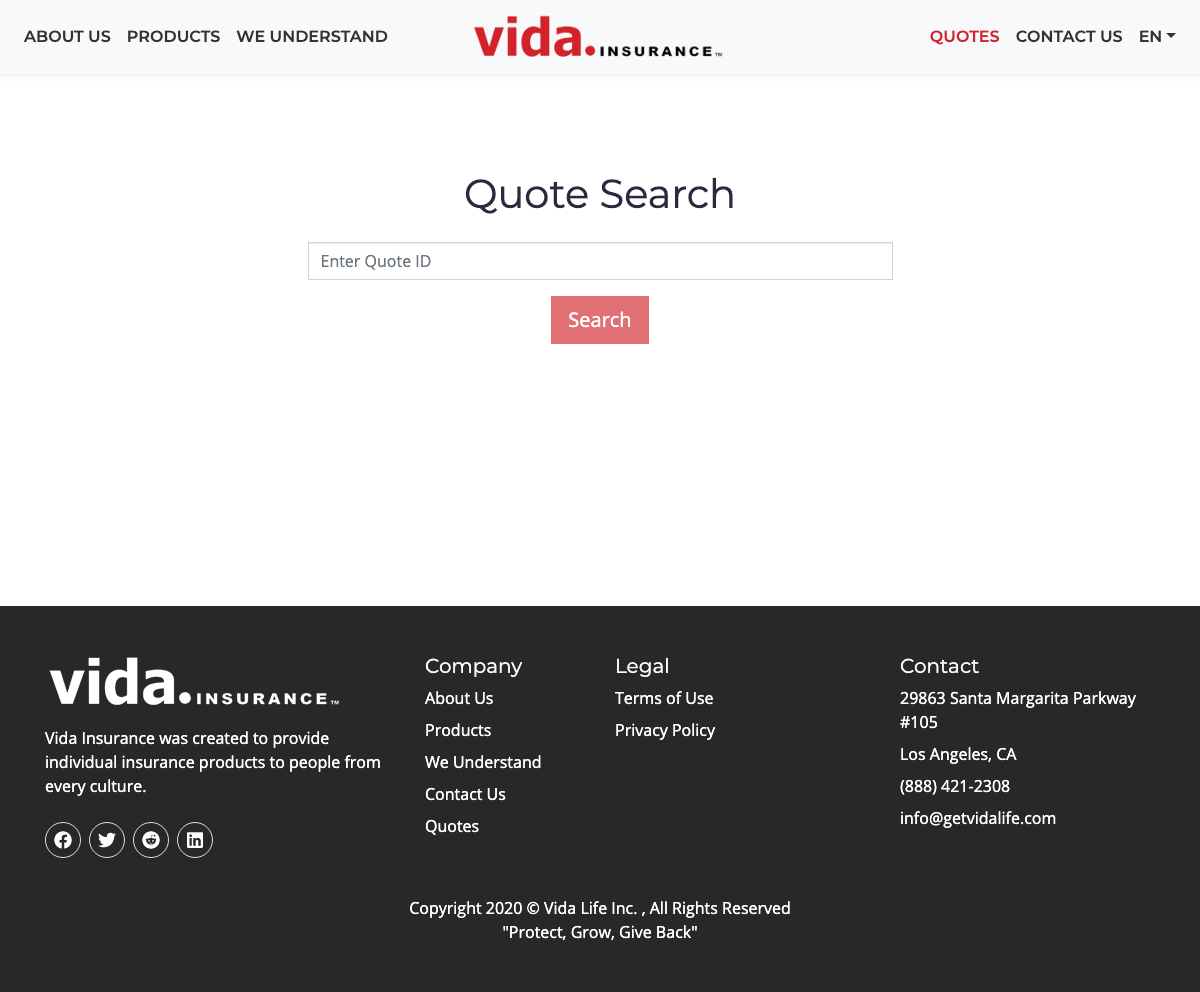 ABOUT US PRODUCTS WE UNDERSTAND vida.INSURANCE™ QUOTES CONTACT US EN
Quote Search
Enter Quote ID
Search
vida.INSURANCE™
Vida Insurance was created to provide
individual insurance products to people from
every culture.
Company
About Us
Products
We Understand
Contact Us
Quotes
Legal
Terms of Use
Privacy Policy
Contact
29863 Santa Margarita Parkway
#105
Los Angeles, CA
(888) 421-2308
info@getvidalife.com
Copyright 2020 © Vida Life Inc. , All Rights Reserved
"Protect, Grow, Give Back"